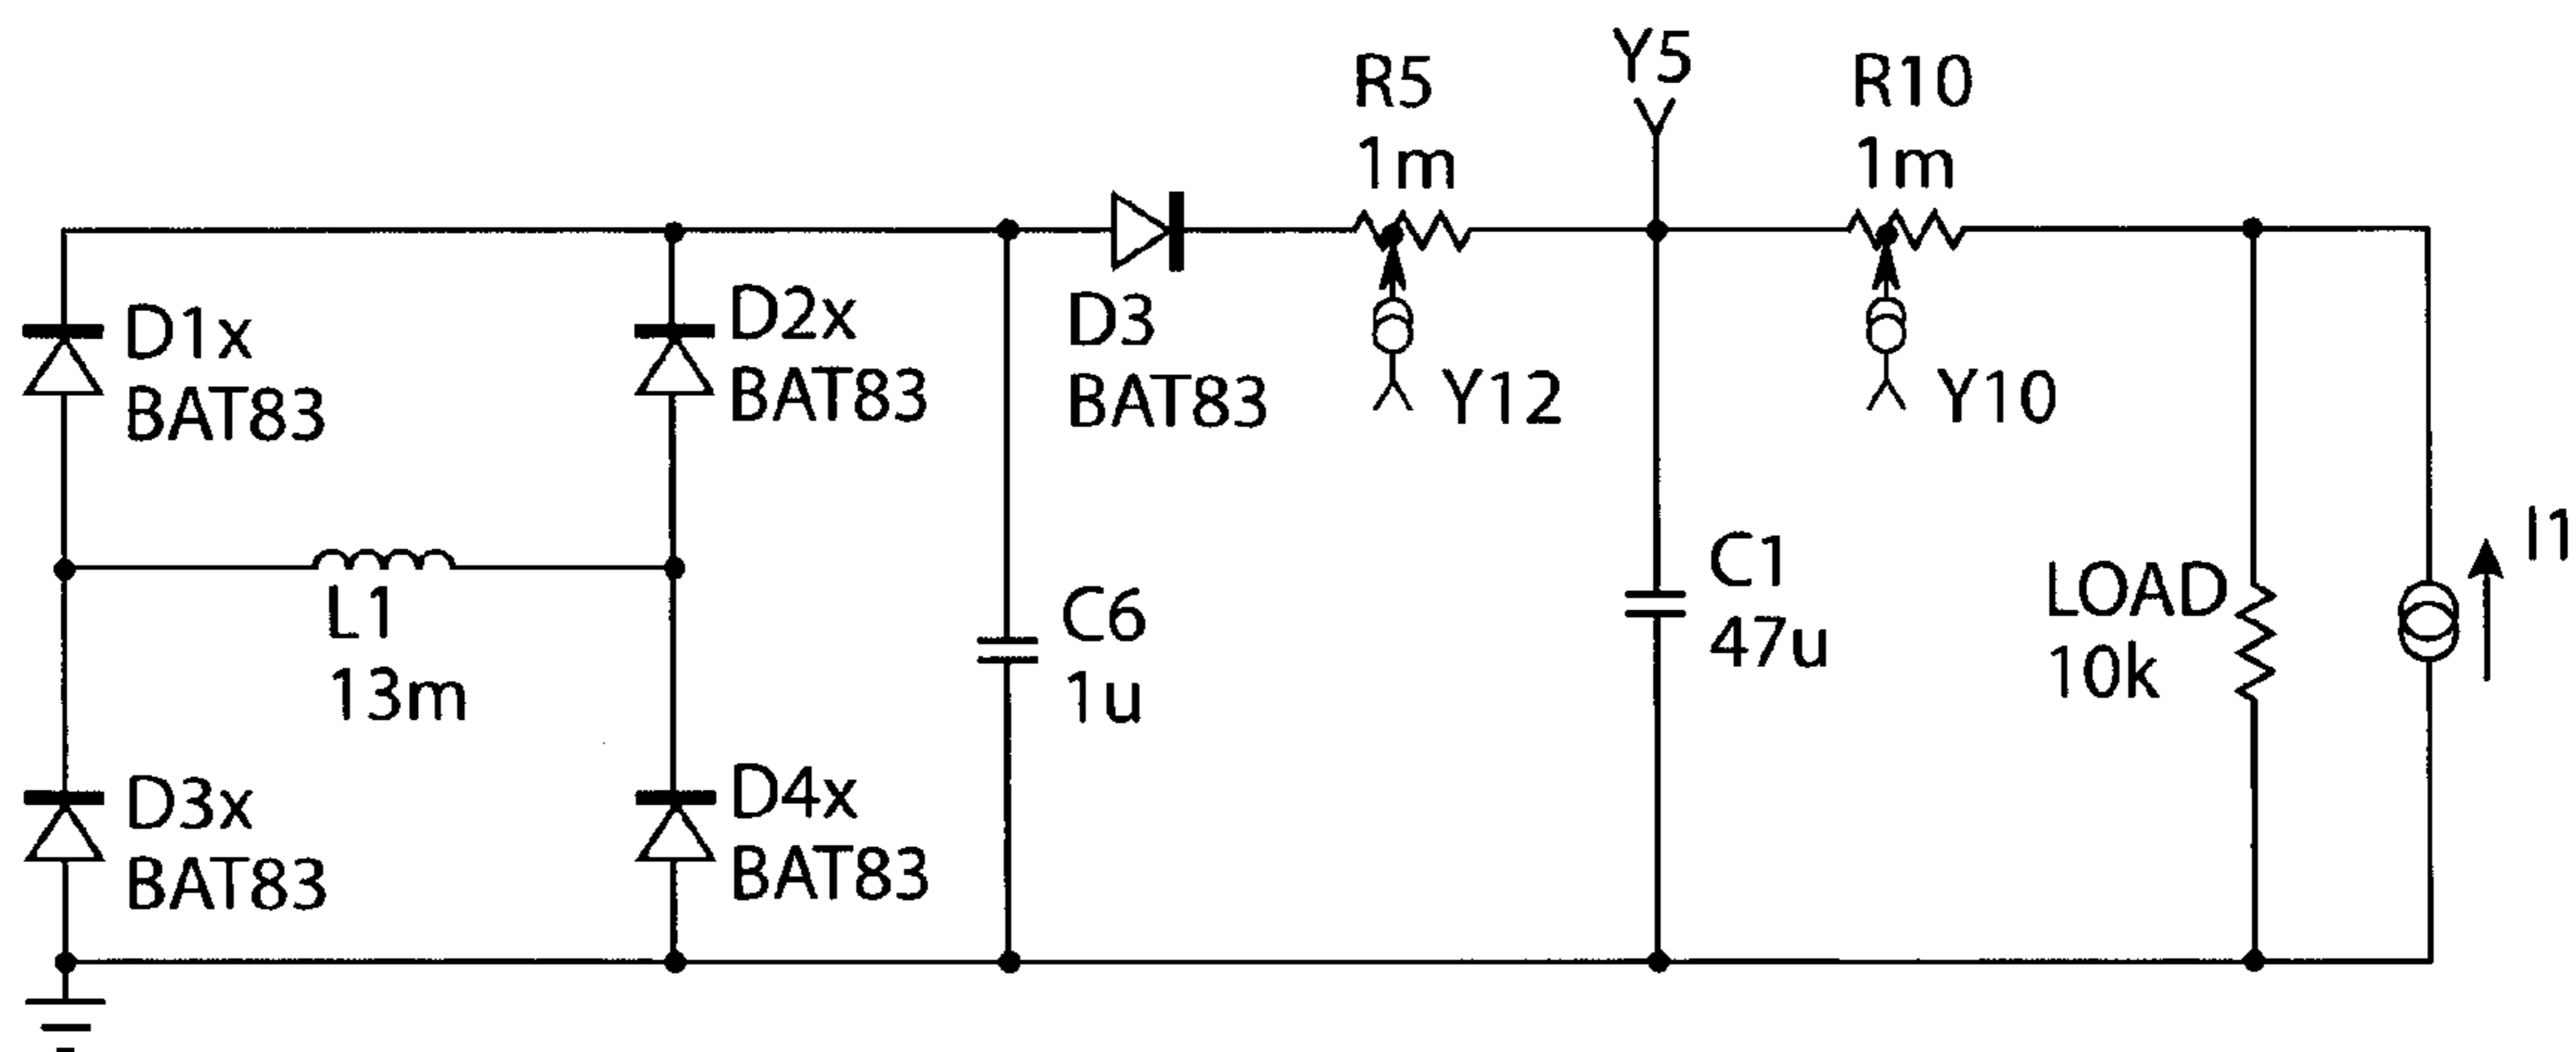 Y5
R5
1m
R10
1m
D1x
BAT83
D2x
BAT83
D3
BAT83
Y12
Y10
L1
13m
C6
1u
C1
47u
LOAD
10k
I1
D3x
BAT83
D4x
BAT83